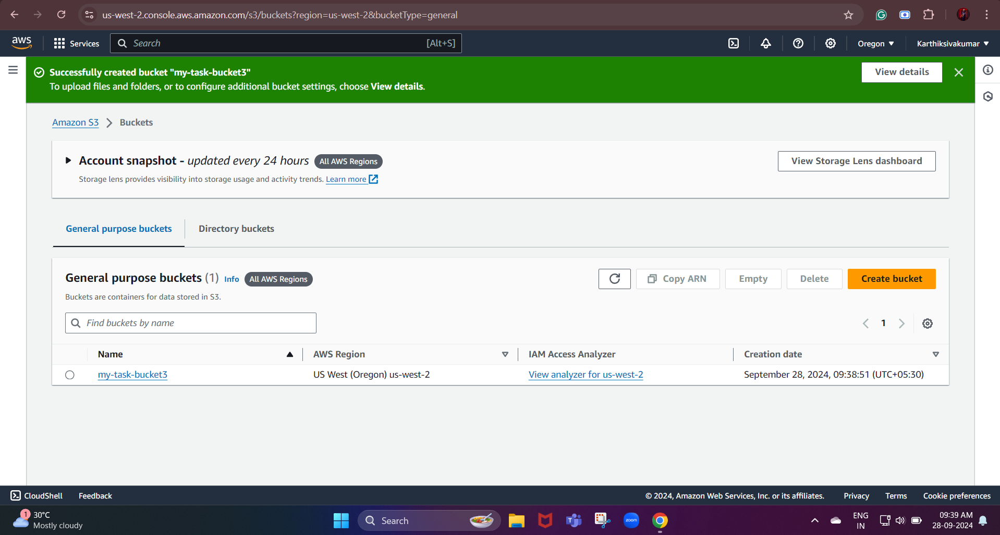 us-west-2.console.aws.amazon.com/s3/buckets?region=us-west-2&bucketType=general
aws Services Search [Alt+S] Oregon Karthiksivakumar
Successfully created bucket "my-task-bucket3"
To upload files and folders, or to configure additional bucket settings, choose View details.
View details
Amazon S3 Buckets
Account snapshot - updated every 24 hours All AWS Regions
Storage lens provides visibility into storage usage and activity trends. Learn more
View Storage Lens dashboard
General purpose buckets Directory buckets
General purpose buckets (1) Info All AWS Regions
Buckets are containers for data stored in S3.
Copy ARN Empty Delete Create bucket
Find buckets by name
1
Name AWS Region IAM Access Analyzer Creation date
my-task-bucket3 US West (Oregon) us-west-2 View analyzer for us-west-2 September 28, 2024, 09:38:51 (UTC+05:30)
CloudShell Feedback © 2024, Amazon Web Services, Inc. or its affiliates. Privacy Terms Cookie preferences
1 30°C
Mostly cloudy
Search
zoom
ENG
IN
09:39 AM
28-09-2024